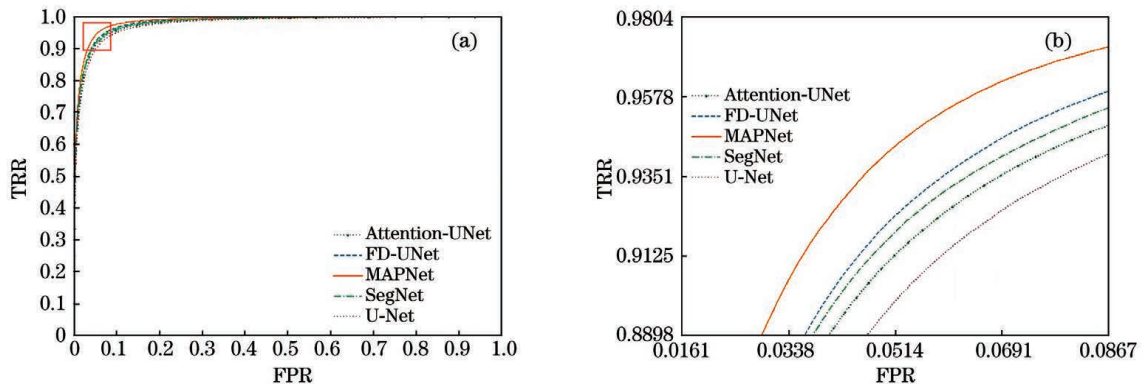 1.0
(a)
0.9
0.8
0.7
0.6
0.5
0.4
0.3
0.2
0.1
0
TRR
Attention-UNet
FD-UNet
MAPNet
SegNet
U-Net
0 0.1 0.2 0.3 0.4 0.5 0.6 0.7 0.8 0.9 1.0
FPR
0.9804
(b)
0.9578
0.9351
0.9125
0.8898
TRR
Attention-UNet
FD-UNet
MAPNet
SegNet
U-Net
0.0161 0.0338 0.0514 0.0691 0.0867
FPR